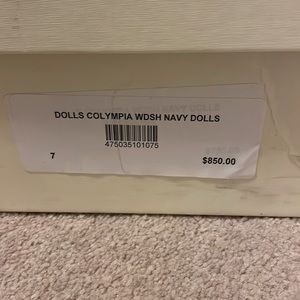 DOLLS COLYMPIA WDSH NAVY DOLLS
475035101075
7
$850.00